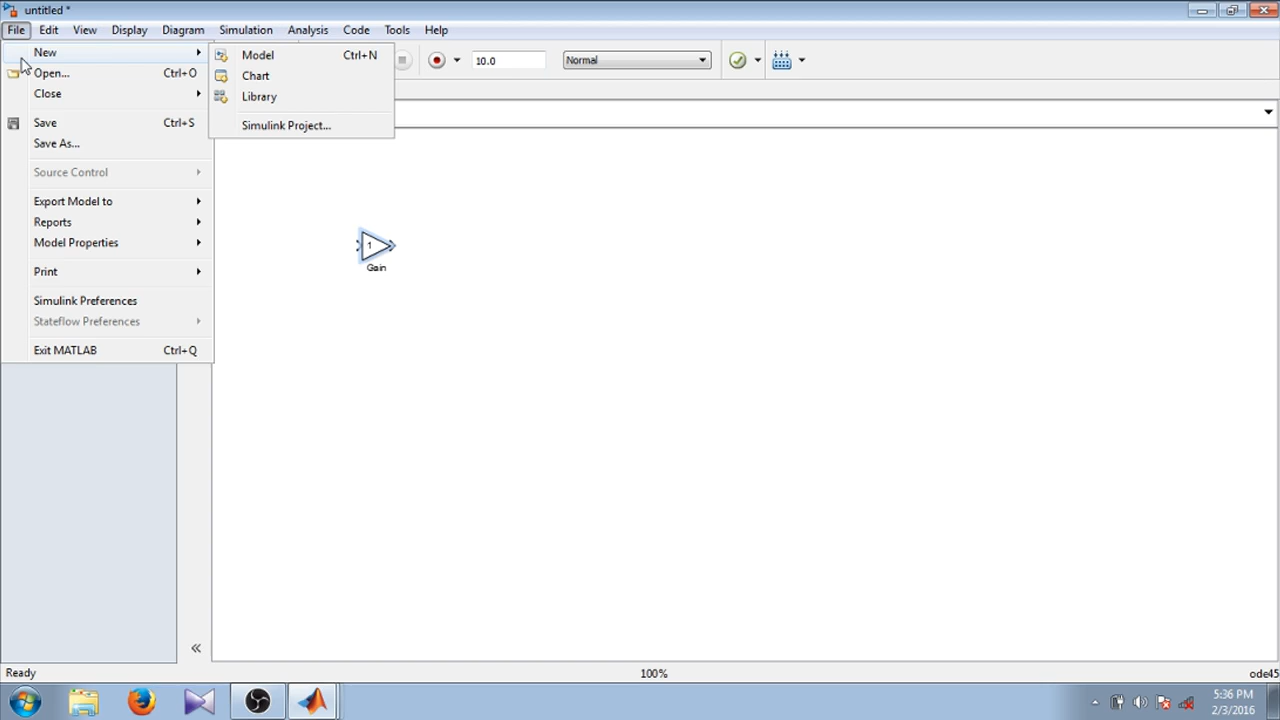 untitled *
File Edit View Display Diagram Simulation Analysis Code Tools Help
New
Model Ctrl+N
Chart
Library
Simulink Project...
10.0
Normal
Open... Ctrl+O
Close
Save Ctrl+S
Save As...
Source Control
Export Model to
Reports
Model Properties
Print
Simulink Preferences
Stateflow Preferences
Exit MATLAB Ctrl+Q
1
Gain
«
Ready 100% ode45
5:36 PM
2/3/2016